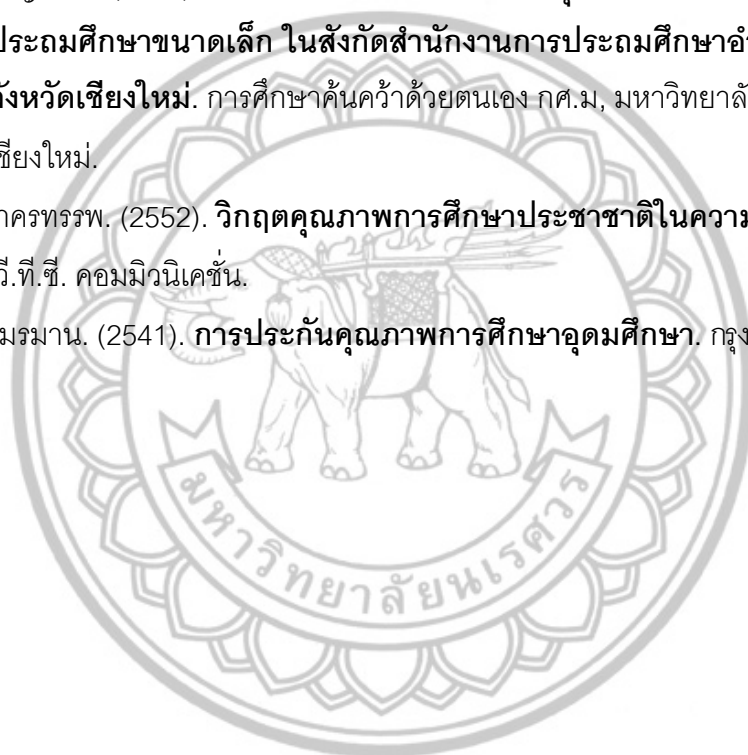 ประถมศึกษาขนาดเล็ก ในสังกัดสำนักงานการประถมศึกษาอำ
ังหวัดเชียงใหม่. การศึกษาค้นคว้าด้วยตนเอง กศ.ม, มหาวิทยาลั
ชียงใหม่.
าครทรรพ. (2552). วิกฤตคุณภาพการศึกษาประชาชาติในความ
วี.ที.ซี. คอมมิวนิเคชั่น.
มรมาน. (2541). การประกันคุณภาพการศึกษาอุดมศึกษา. กรุง
มหาวิทยาลัยนเรศวร